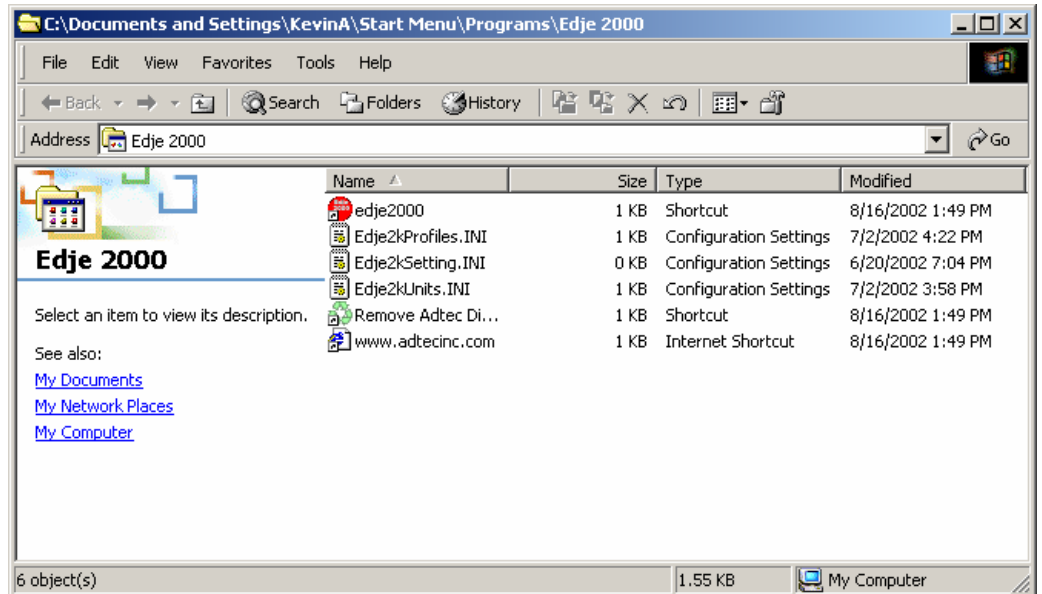 C:\Documents and Settings\KevinA\Start Menu\Programs\Edje 2000
File Edit View Favorites Tools Help
Back Search Folders History
Address Edje 2000 Go
Name Size Type Modified
edje2000 1 KB Shortcut 8/16/2002 1:49 PM
Edje2kProfiles.INI 1 KB Configuration Settings 7/2/2002 4:22 PM
Edje2kSetting.INI 0 KB Configuration Settings 6/20/2002 7:04 PM
Edje2kUnits.INI 1 KB Configuration Settings 7/2/2002 3:58 PM
Remove Adtec Di... 1 KB Shortcut 8/16/2002 1:49 PM
www.adtecinc.com 1 KB Internet Shortcut 8/16/2002 1:49 PM
Edje 2000
Select an item to view its description.
See also:
My Documents
My Network Places
My Computer
6 object(s) 1.55 KB My Computer